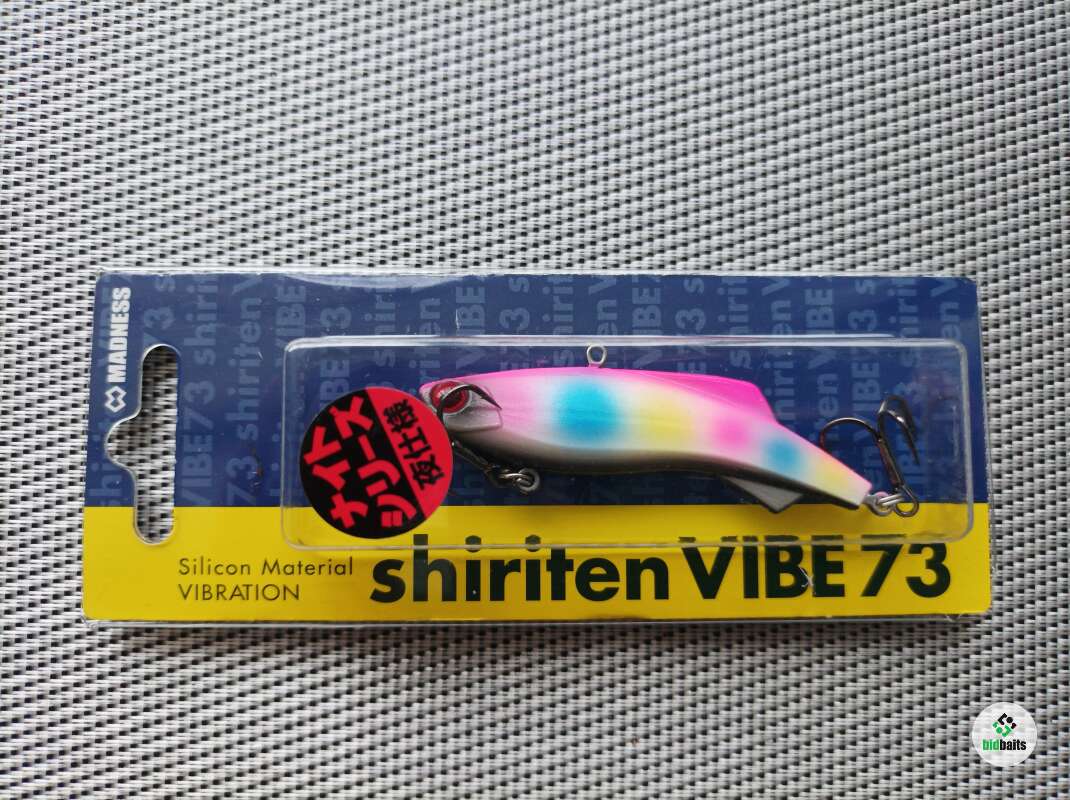 MADNESS
shiriten VIBE 73
ナイト
シリーズ
夜仕様
Silicon Material
VIBRATION
shiriten VIBE 73
bidbaits